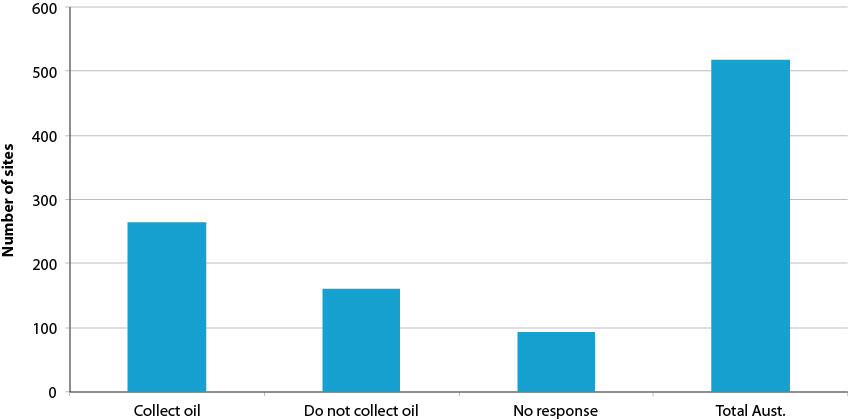 600
500
400
300
200
100
0
Number of sites
Collect oil
Do not collect oil
No response
Total Aust.